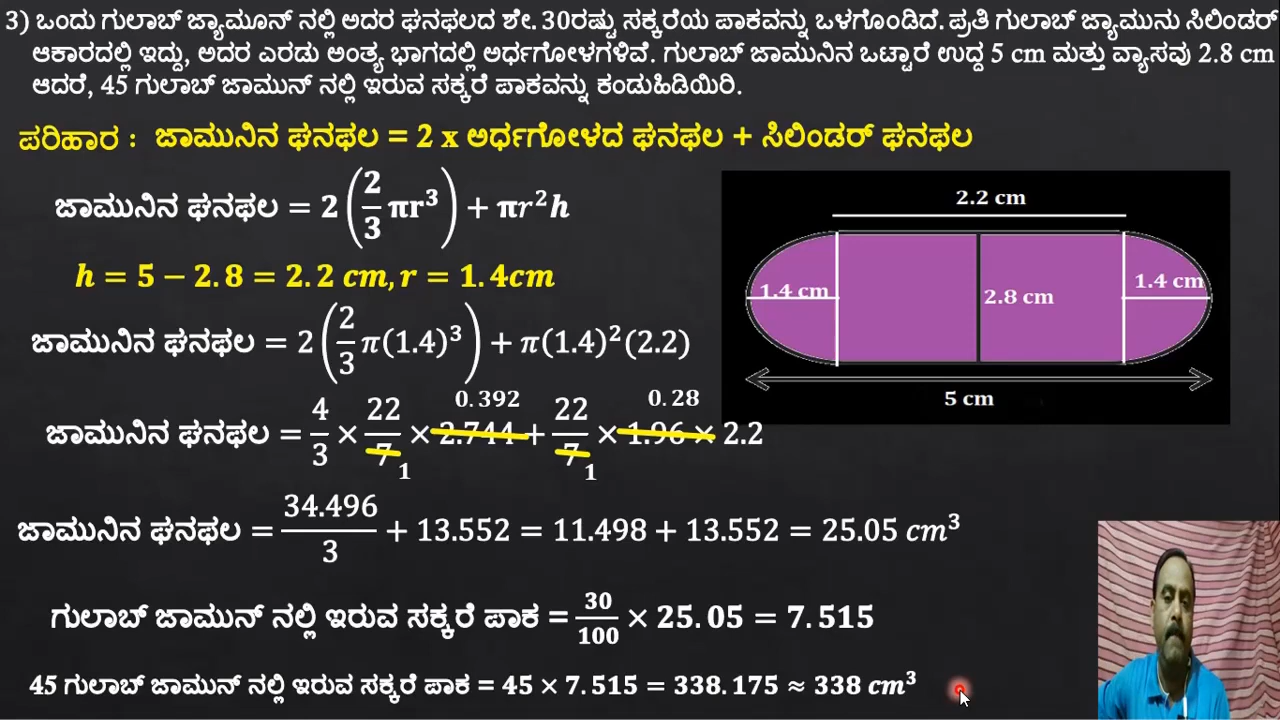 3) ಒಂದು ಗುಲಾಬ್ ಜ್ಯಾಮೂನ್ ನಲ್ಲಿ ಅದರ ಘನಫಲದ ಶೇ. 30ರಷ್ಟು ಸಕ್ಕರೆಯ ಪಾಕವನ್ನು ಒಳಗೊಂಡಿದೆ. ಪ್ರತಿ ಗುಲಾಬ್ ಜ್ಯಾಮುನು ಸಿಲಿಂಡರ್
ಆಕಾರದಲ್ಲಿ ಇದ್ದು, ಅದರ ಎರಡು ಅಂತ್ಯ ಭಾಗದಲ್ಲಿ ಅರ್ಧಗೋಳಗಳಿವೆ. ಗುಲಾಬ್ ಜಾಮುನಿನ ಒಟ್ಟಾರೆ ಉದ್ದ 5 cm ಮತ್ತು ವ್ಯಾಸವು 2.8 cm
ಆದರೆ, 45 ಗುಲಾಬ್ ಜಾಮುನ್ ನಲ್ಲಿ ಇರುವ ಸಕ್ಕರೆ ಪಾಕವನ್ನು ಕಂಡುಹಿಡಿಯಿರಿ.
ಪರಿಹಾರ : ಜಾಮುನಿನ ಘನಫಲ = 2 x ಅರ್ಧಗೋಳದ ಘನಫಲ + ಸಿಲಿಂಡರ್ ಘನಫಲ
ಜಾಮುನಿನ ಘನಫಲ = 2 (2/3 πr³) + πr²h
h = 5 − 2.8 = 2.2 cm, r = 1.4cm
ಜಾಮುನಿನ ಘನಫಲ = 2 (2/3 π(1.4)³) + π(1.4)²(2.2)
0.392 0.28
ಜಾಮುನಿನ ಘನಫಲ = 4/3 × 22/7 × 2.744 + 22/7 × 1.96 × 2.2
1 1
ಜಾಮುನಿನ ಘನಫಲ = 34.496/3 + 13.552 = 11.498 + 13.552 = 25.05 cm³
ಗುಲಾಬ್ ಜಾಮುನ್ ನಲ್ಲಿ ಇರುವ ಸಕ್ಕರೆ ಪಾಕ = 30/100 × 25.05 = 7.515
45 ಗುಲಾಬ್ ಜಾಮುನ್ ನಲ್ಲಿ ಇರುವ ಸಕ್ಕರೆ ಪಾಕ = 45 × 7.515 = 338.175 ≈ 338 cm³
2.2 cm
1.4 cm 2.8 cm 1.4 cm
5 cm